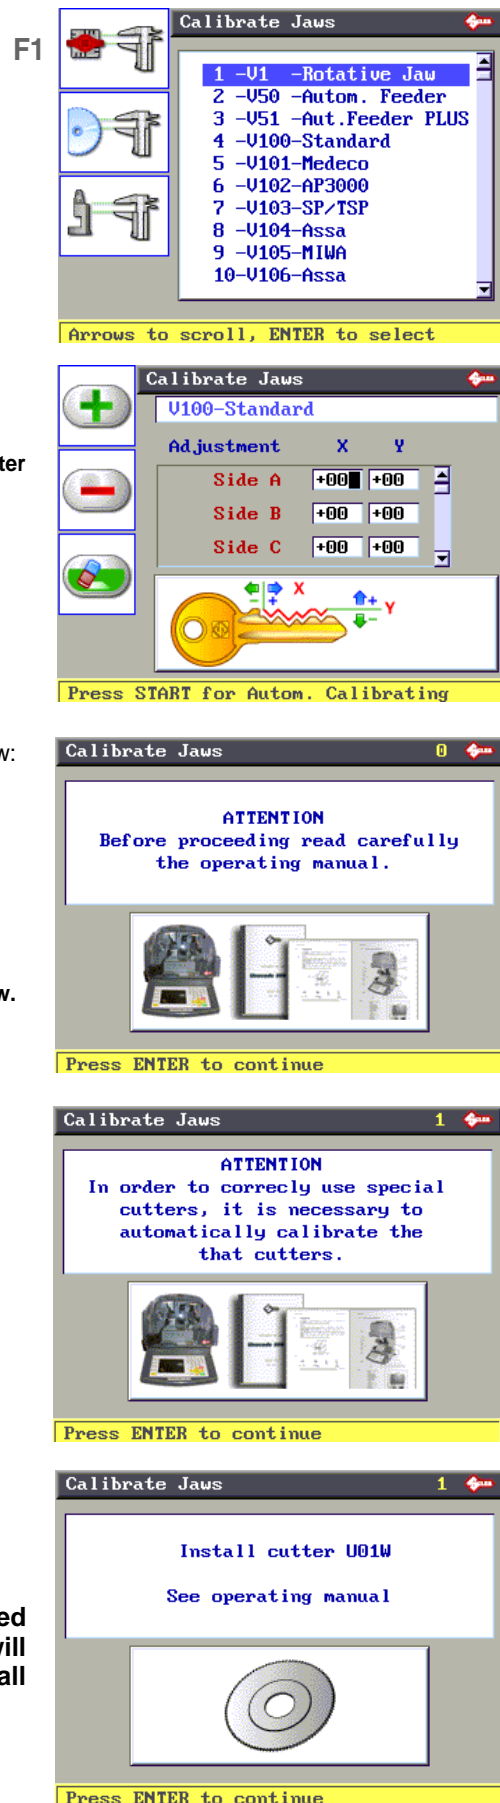 Calibrate Jaws
F1
1 -V1 -Rotative Jaw
2 -V50 -Autom. Feeder
3 -V51 -Aut.Feeder PLUS
4 -V100-Standard
5 -V101-Medeco
6 -V102-AP3000
7 -V103-SP/TSP
8 -V104-Assa
9 -V105-MIWA
10-V106-Assa
Arrows to scroll, ENTER to select
Calibrate Jaws
V100-Standard
Adjustment X Y
ter
Side A +00 +00
Side B +00 +00
Side C +00 +00
X
- +
+ Y
-
Press START for Autom. Calibrating
w:
Calibrate Jaws 0
ATTENTION
Before proceeding read carefully
the operating manual.
w.
Press ENTER to continue
Calibrate Jaws 1
ATTENTION
In order to correcly use special
cutters, it is necessary to
automatically calibrate the
that cutters.
Press ENTER to continue
Calibrate Jaws 1
Install cutter U01W
See operating manual
ed
vill
all
Press ENTER to continue